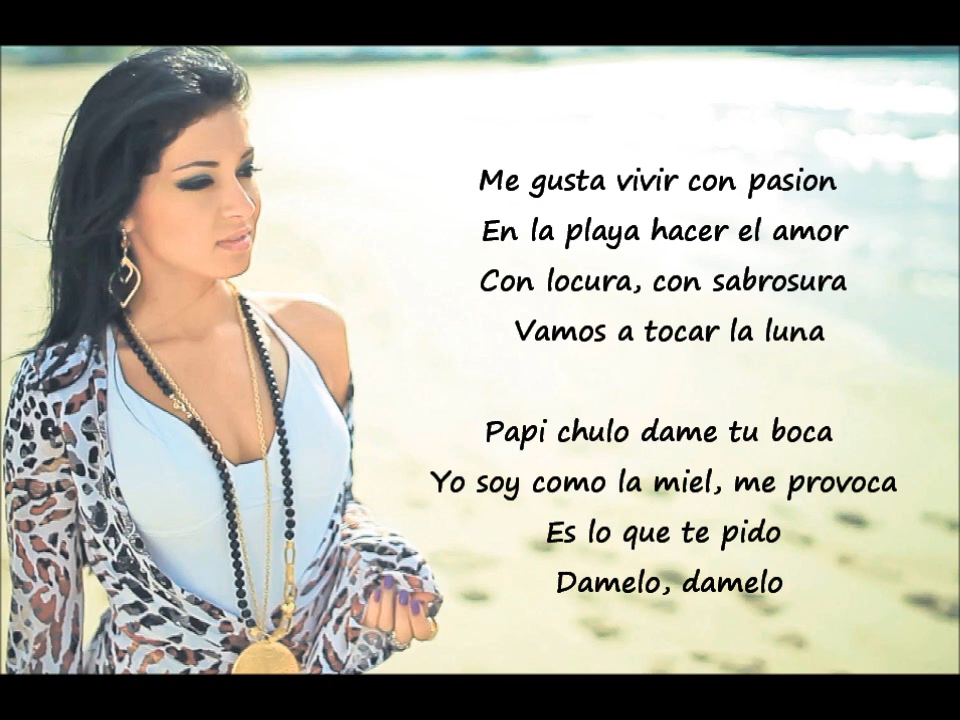 Me gusta vivir con pasion
En la playa hacer el amor
Con locura, con sabrosura
Vamos a tocar la luna
Papi chulo dame tu boca
Yo soy como la miel, me provoca
Es lo que te pido
Damelo, damelo